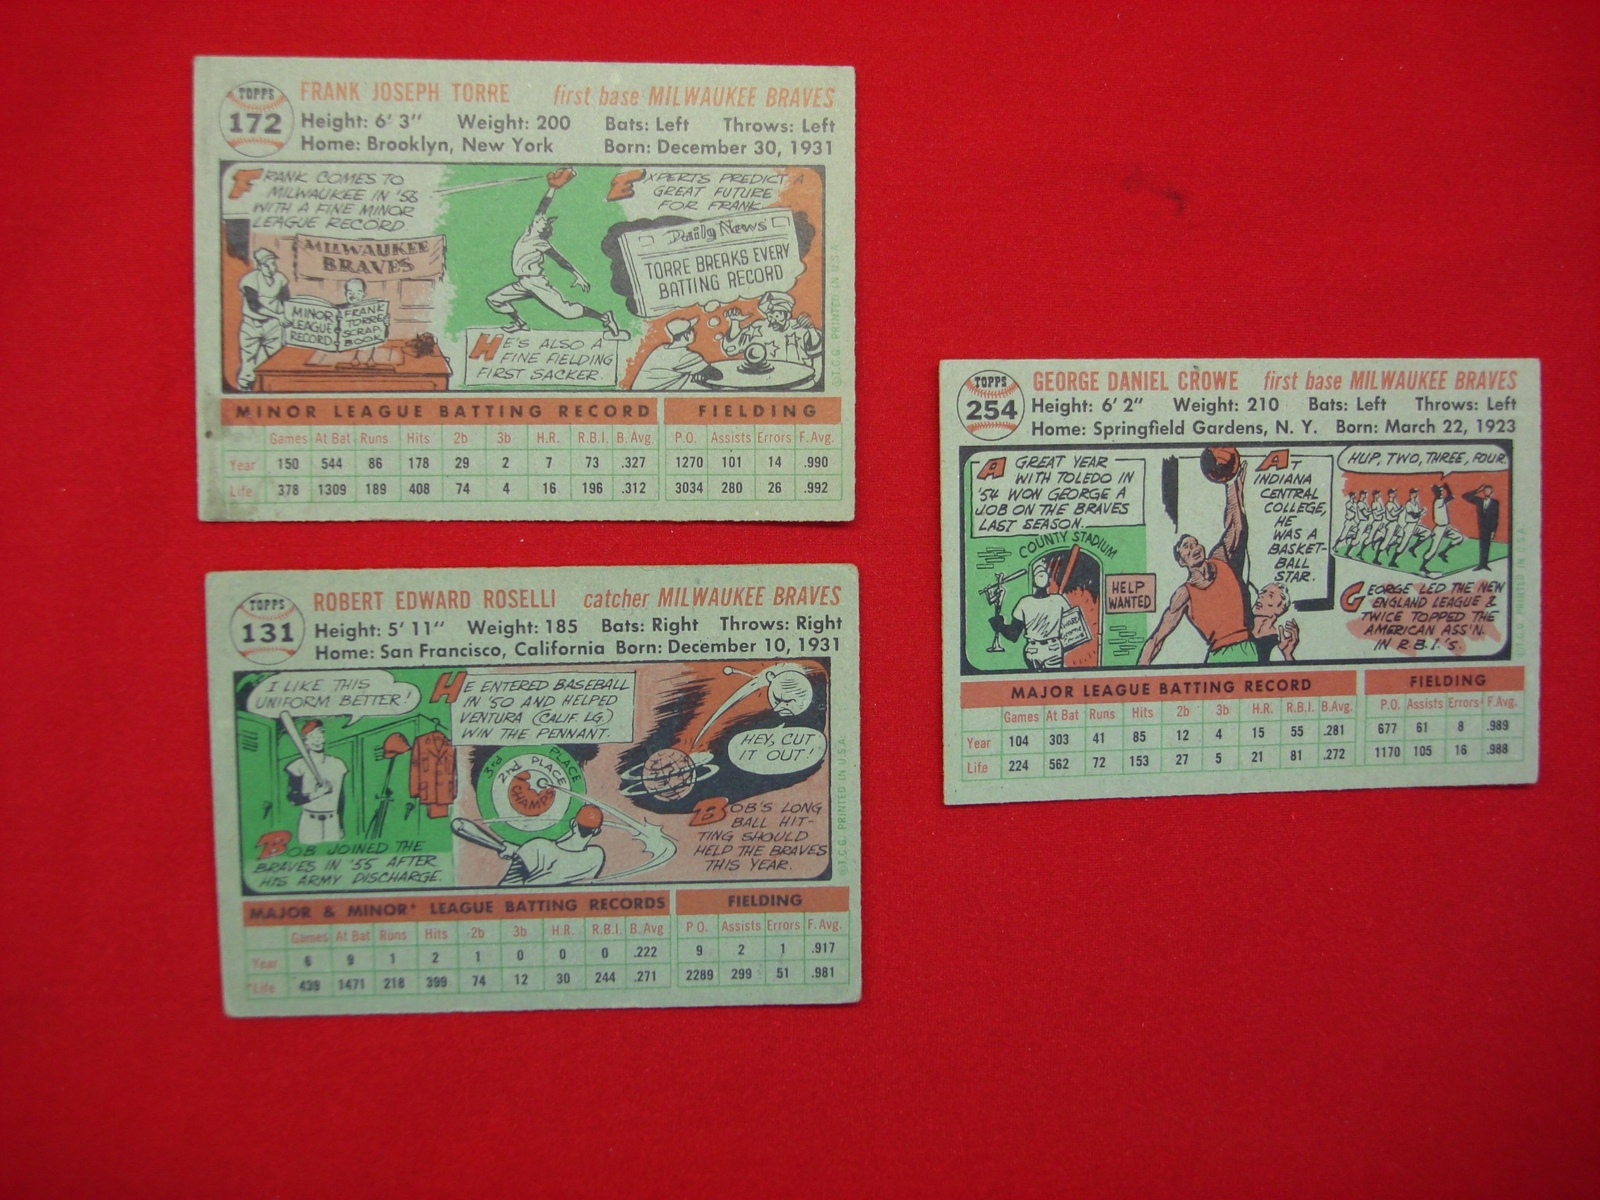 TOPPS
172
FRANK JOSEPH TORRE first base MILWAUKEE BRAVES
Height: 6' 3" Weight: 200 Bats: Left Throws: Left
Home: Brooklyn, New York Born: December 30, 1931
FRANK COMES TO
MILWAUKEE IN '56
WITH A FINE MINOR
LEAGUE RECORD.
MILWAUKEE
BRAVES
MINOR
LEAGUE
RECORD
FRANK
TORRE
SCRAP
BOOK
HE'S ALSO A
FINE FIELDING
FIRST SACKER.
EXPERTS PREDICT A
GREAT FUTURE
FOR FRANK.
Daily News
TORRE BREAKS EVERY
BATTING RECORD
©T.C.G. PRINTED IN U.S.A.
MINOR LEAGUE BATTING RECORD FIELDING
Games At Bat Runs Hits 2b 3b H.R. R.B.I. B. Avg P.O. Assists Errors F. Avg.
Year 150 544 86 178 29 2 7 73 .327 1270 101 14 .990
Life 378 1309 189 408 74 4 16 196 .312 3034 280 26 .992
TOPPS
131
ROBERT EDWARD ROSELLI catcher MILWAUKEE BRAVES
Height: 5' 11" Weight: 185 Bats: Right Throws: Right
Home: San Francisco, California Born: December 10, 1931
I LIKE THIS
UNIFORM BETTER!
BOB JOINED THE
BRAVES IN '55 AFTER
HIS ARMY DISCHARGE.
HE ENTERED BASEBALL
IN '50 AND HELPED
VENTURA (CALIF. LG)
WIN THE PENNANT.
3rd PLACE
2nd PLACE
CHAMPS
HEY, CUT
IT OUT!
BOB'S LONG
BALL HIT-
TING SHOULD
HELP THE BRAVES
THIS YEAR.
©T.C.G. PRINTED IN U.S.A.
MAJOR & MINOR* LEAGUE BATTING RECORDS FIELDING
Games At Bat Runs Hits 2b 3b H.R. R.B.I. B. Avg P.O. Assists Errors F. Avg.
Year 6 9 1 2 1 0 0 0 .222 9 2 1 .917
*Life 439 1471 218 399 74 12 30 244 .271 2289 299 51 .981
TOPPS
254
GEORGE DANIEL CROWE first base MILWAUKEE BRAVES
Height: 6' 2" Weight: 210 Bats: Left Throws: Left
Home: Springfield Gardens, N. Y. Born: March 22, 1923
A GREAT YEAR
WITH TOLEDO IN
'54 WON GEORGE A
JOB ON THE BRAVES
LAST SEASON.
COUNTY STADIUM
HELP
WANTED
AT
INDIANA
CENTRAL
COLLEGE,
HE
WAS A
BASKET-
BALL
STAR.
HUP, TWO, THREE, FOUR.
GEORGE LED THE NEW
ENGLAND LEAGUE &
TWICE TOPPED THE
AMERICAN ASS'N.
IN R.B.I.'S.
©T.C.G. PRINTED IN U.S.A.
MAJOR LEAGUE BATTING RECORD FIELDING
Games At Bat Runs Hits 2b 3b H.R. R.B.I. B.Avg. P.O. Assists Errors F.Avg.
Year 104 303 41 85 12 4 15 55 .281 677 61 8 .989
Life 224 562 72 153 27 5 21 81 .272 1170 105 16 .988